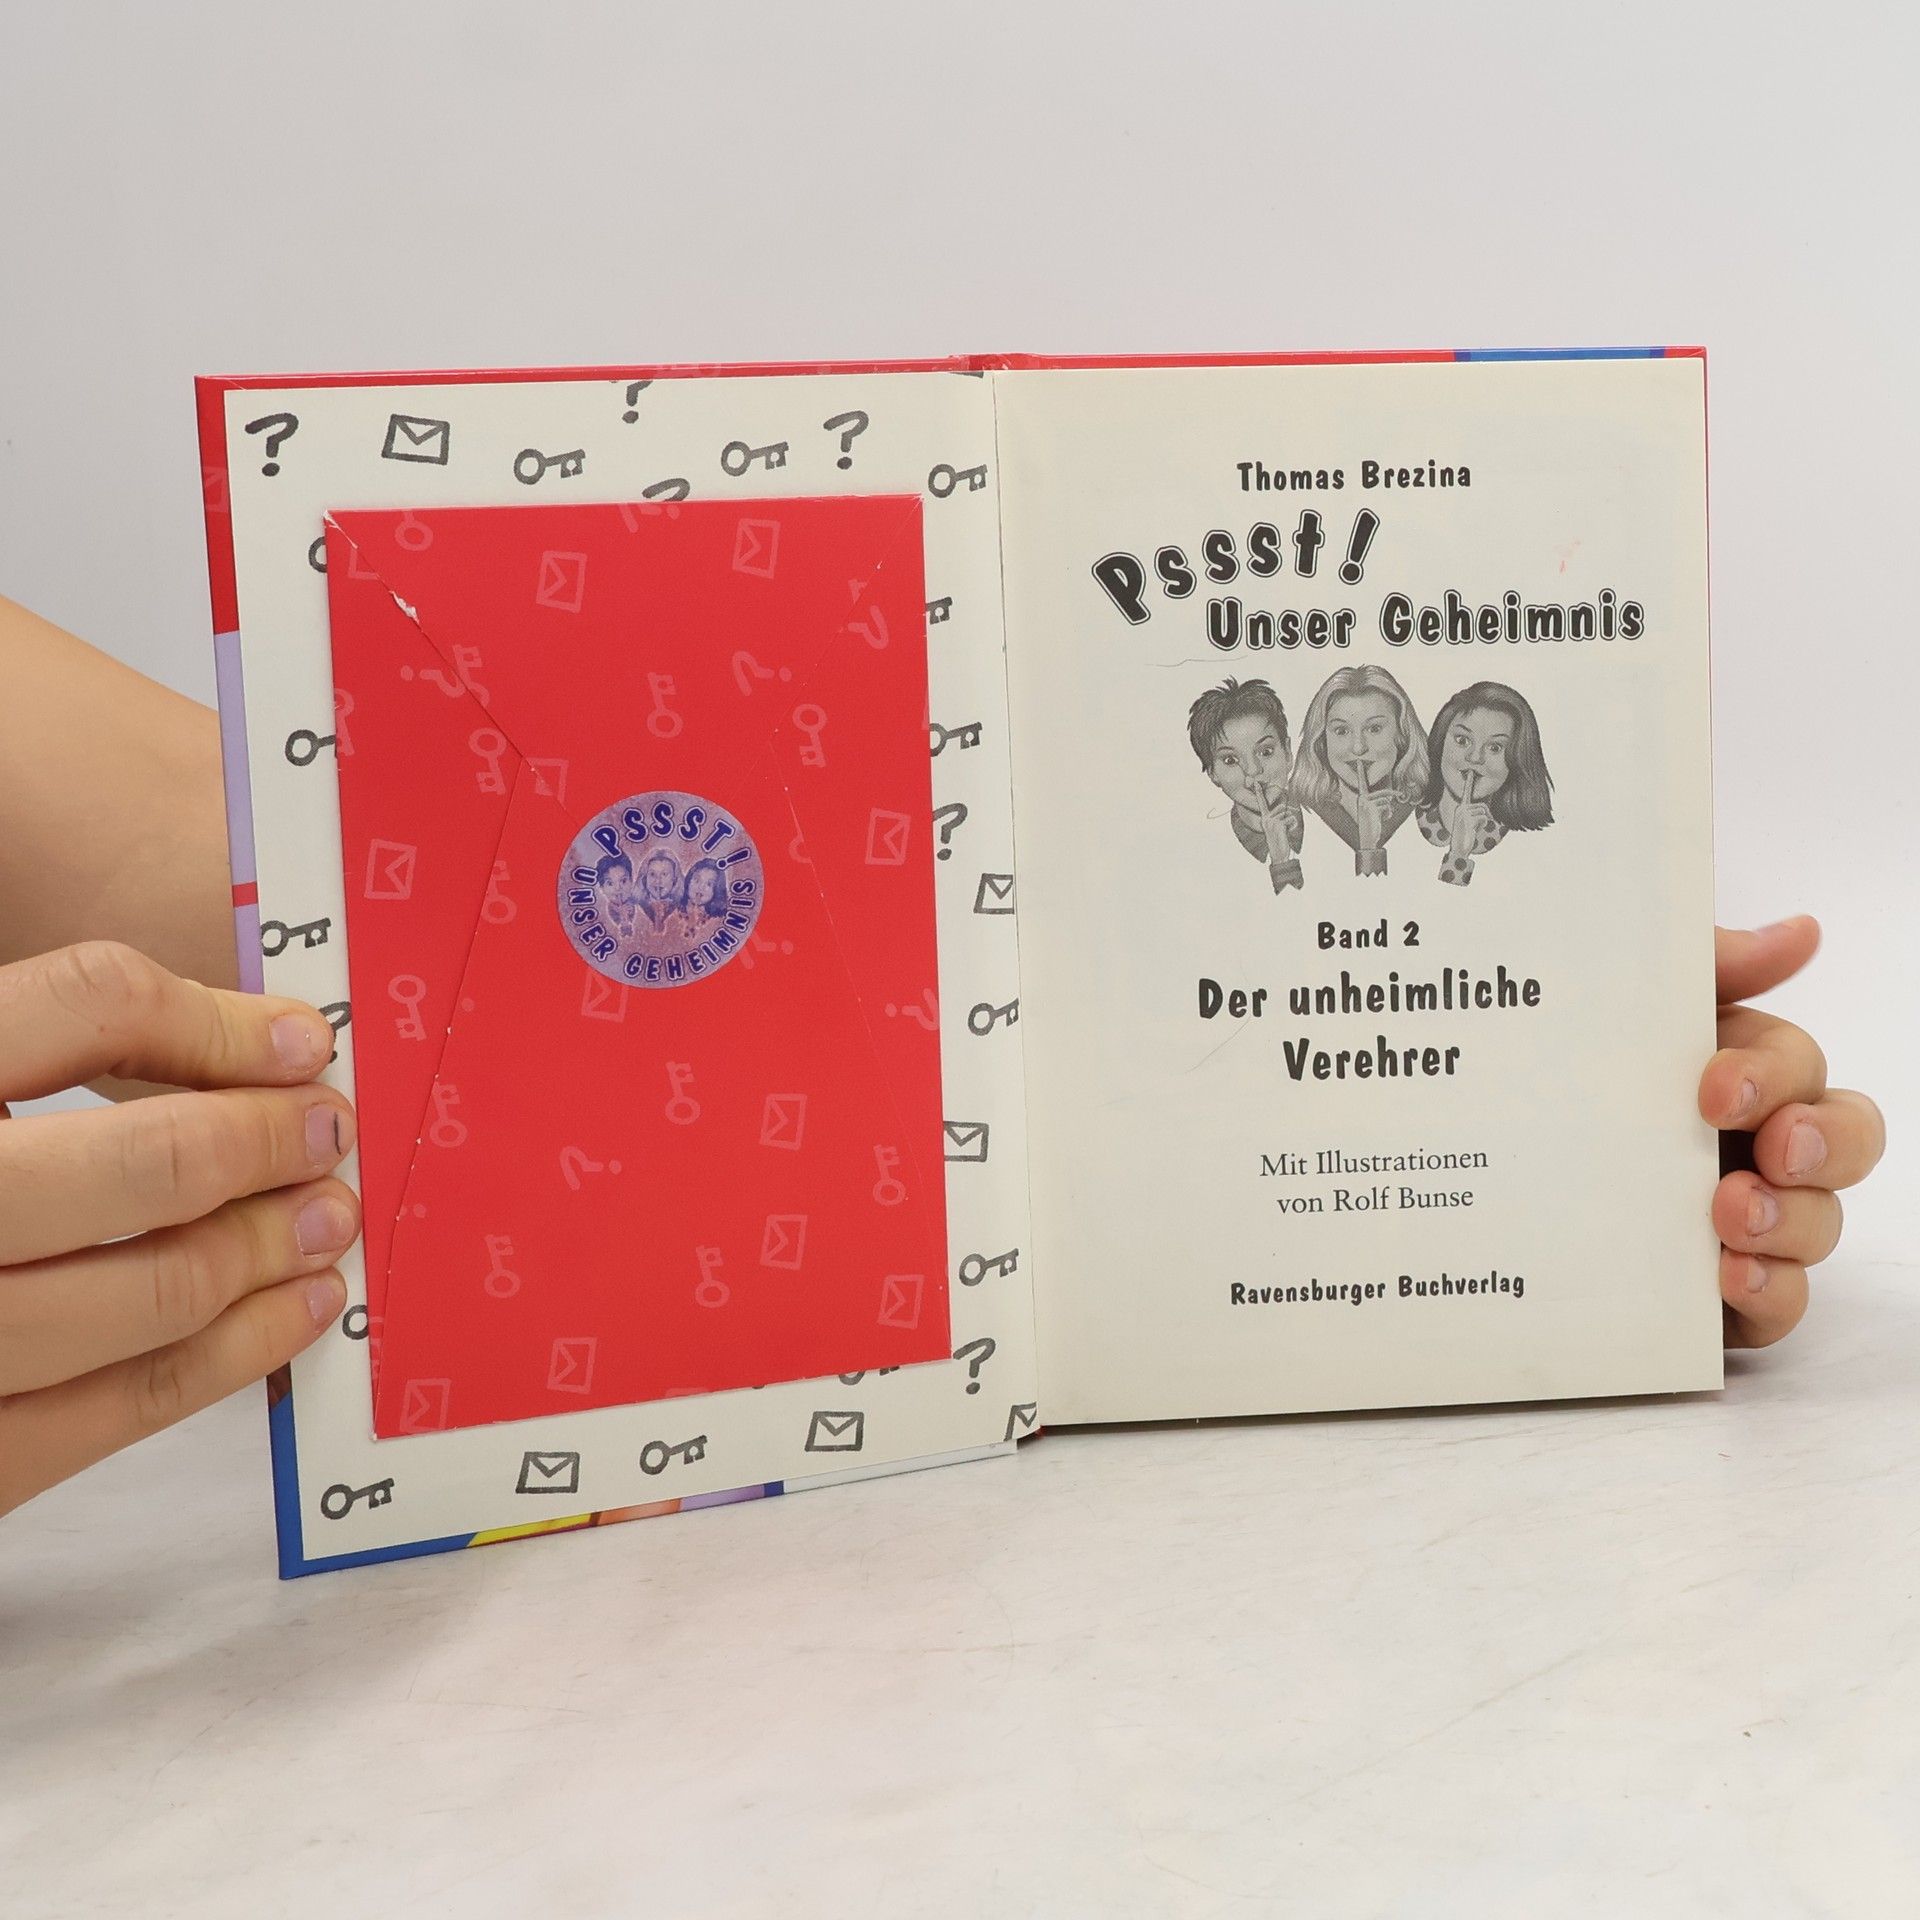 PSSST!
UNSER GEHEIMNIS
Thomas Brezina
Pssst!
Unser Geheimnis
Band 2
Der unheimliche
Verehrer
Mit Illustrationen
von Rolf Bunse
Ravensburger Buchverlag